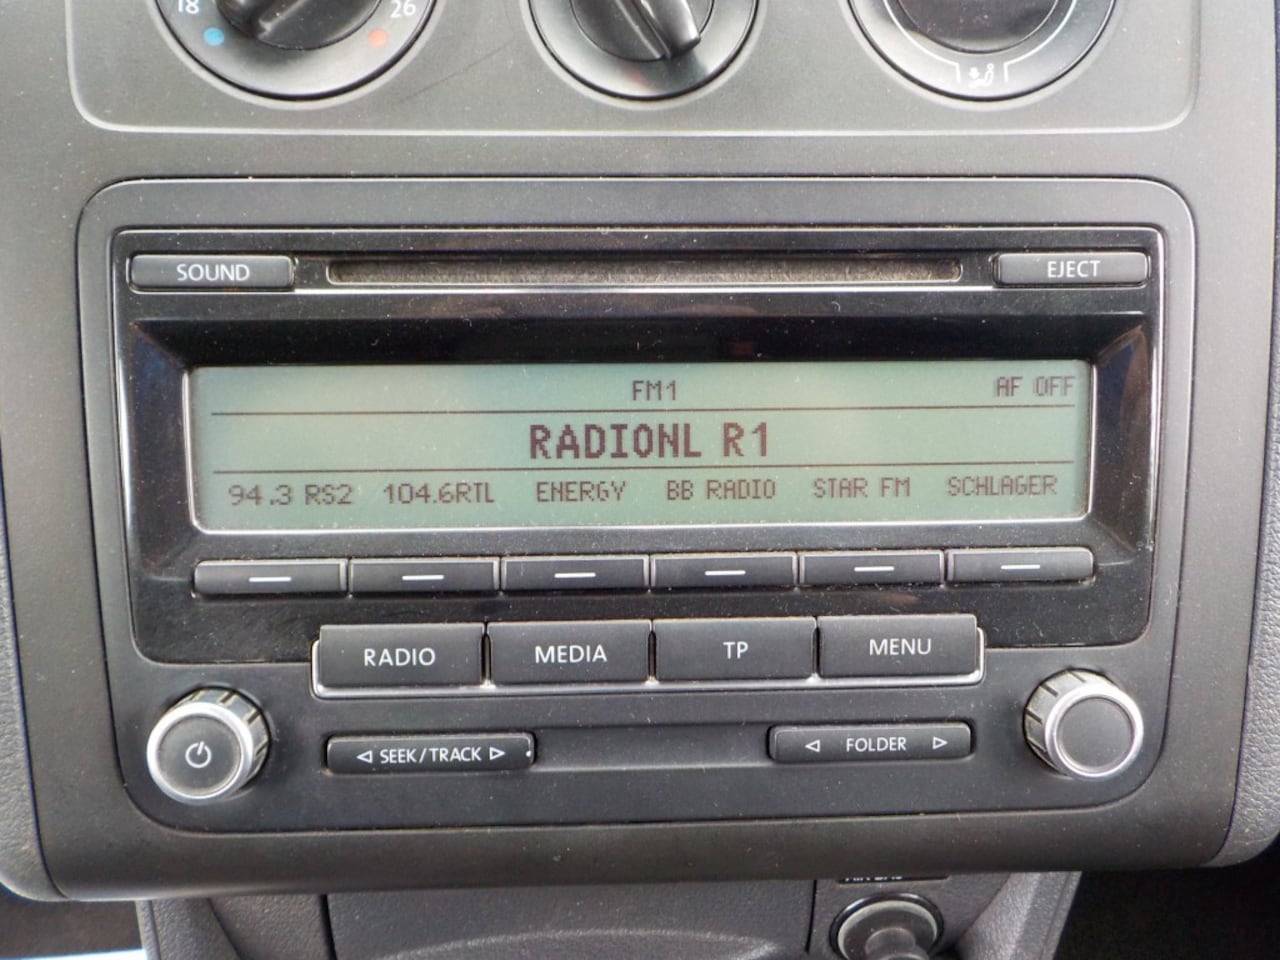 18 26
SOUND EJECT
FM1 AF OFF
RADIONL R1
94.3 RS2 104.6RTL ENERGY BB RADIO STAR FM SCHLAGER
RADIO MEDIA TP MENU
SEEK/TRACK FOLDER